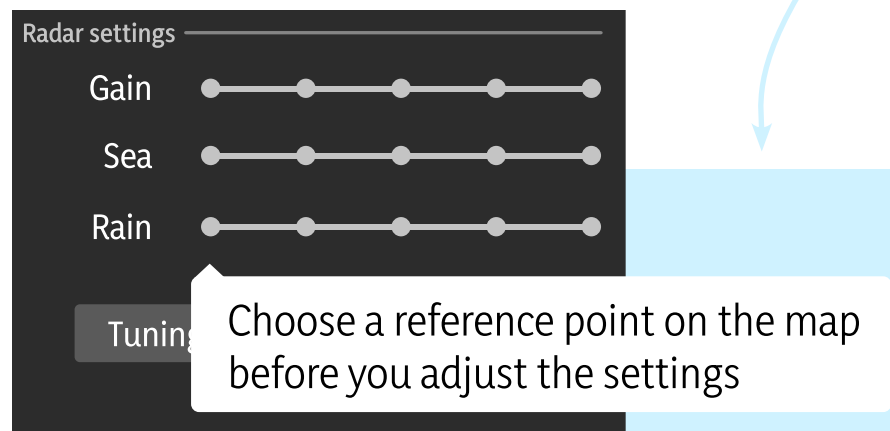 Radar settings
Gain
Sea
Rain
Tuning
Choose a reference point on the map
before you adjust the settings